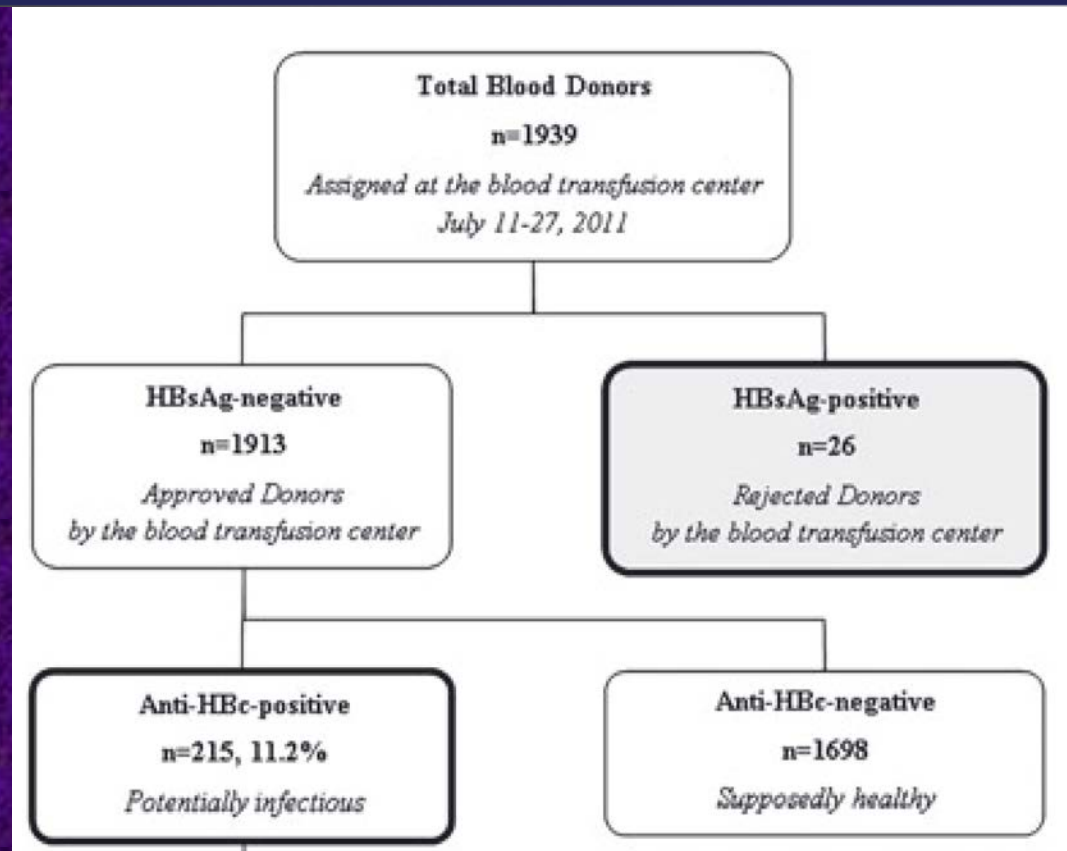 Total Blood Donors
n=1939
Assigned at the blood transfusion center
July 11-27, 2011
HBsAg-negative
n=1913
Approved Donors
by the blood transfusion center
HBsAg-positive
n=26
Rejected Donors
by the blood transfusion center
Anti-HBc-positive
n=215, 11.2%
Potentially infectious
Anti-HBc-negative
n=1698
Supposedly healthy